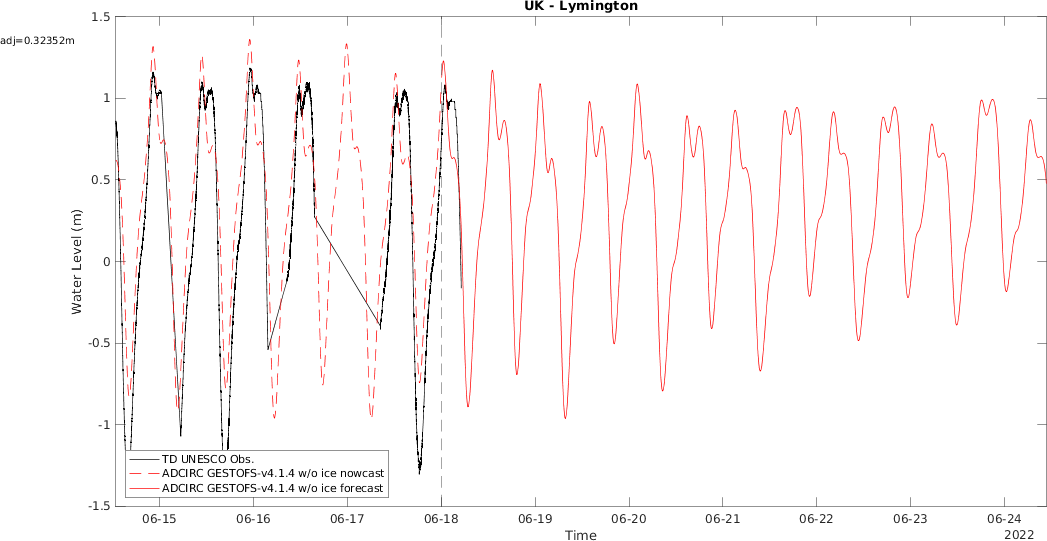 UK - Lymington
adj=0.32352m
1.5
1
0.5
0
-0.5
-1
-1.5
Water Level (m)
TD UNESCO Obs.
ADCIRC GESTOFS-v4.1.4 w/o ice nowcast
ADCIRC GESTOFS-v4.1.4 w/o ice forecast
06-15 06-16 06-17 06-18 06-19 06-20 06-21 06-22 06-23 06-24
Time
2022